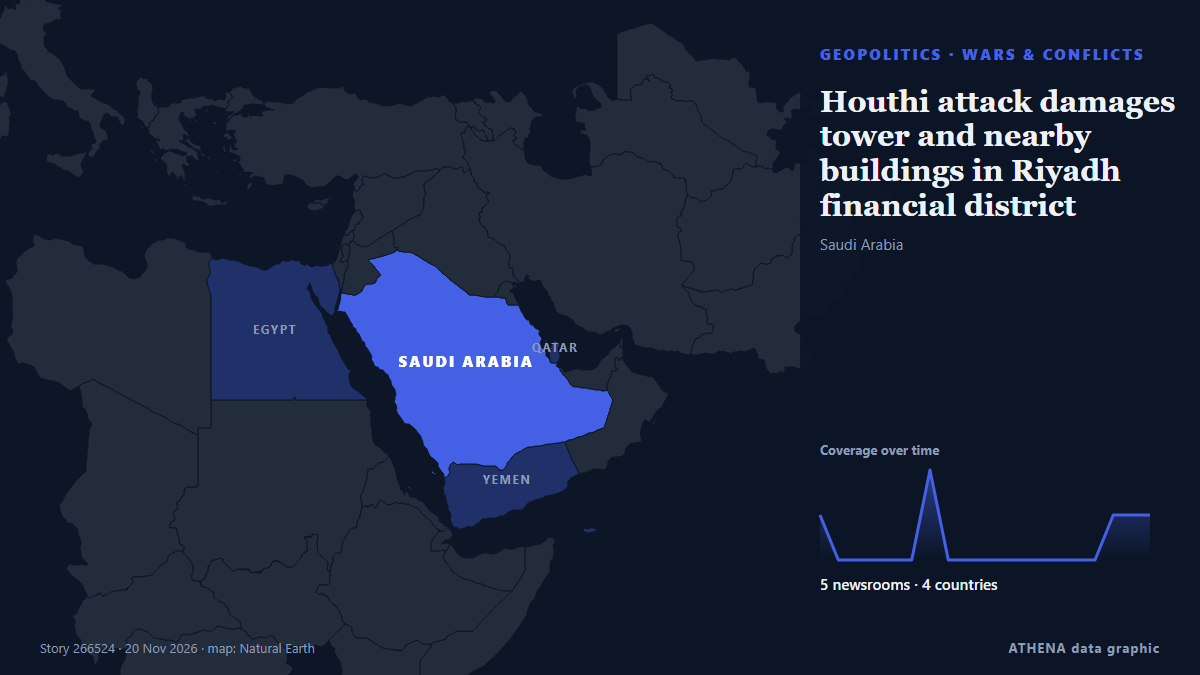 GEOPOLITICS · WARS & CONFLICTS
Houthi attack damages
tower and nearby
buildings in Riyadh
financial district
Saudi Arabia
EGYPT
QATAR
SAUDI ARABIA
YEMEN
Coverage over time
5 newsrooms · 4 countries
Story 266524 · 20 Nov 2026 · map: Natural Earth
ATHENA data graphic